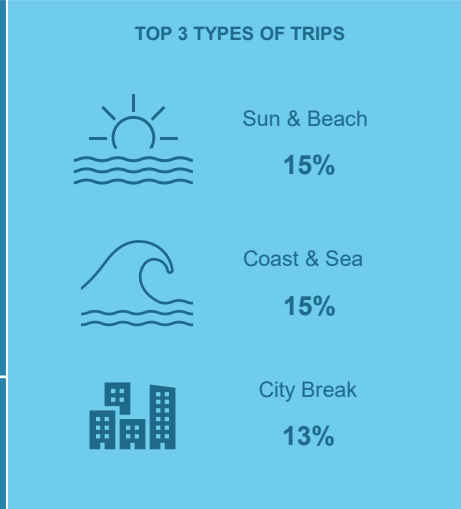 TOP 3 TYPES OF TRIPS
Sun & Beach
15%
Coast & Sea
15%
City Break
13%